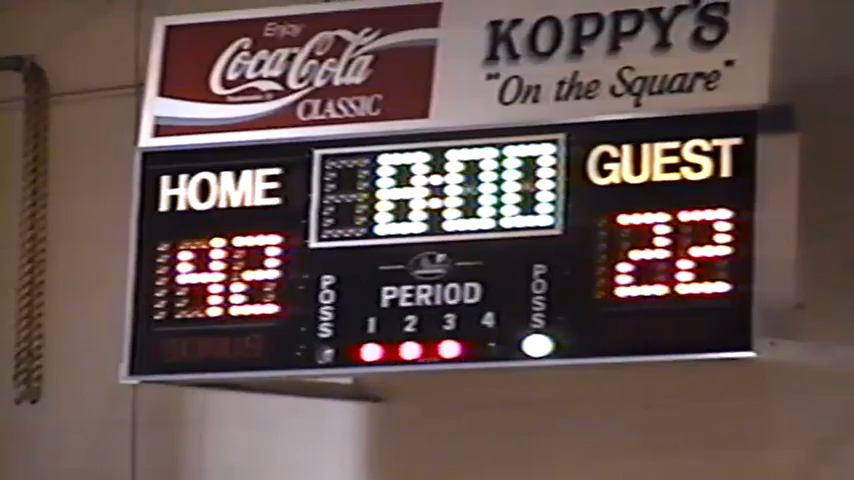 Enjoy
Coca-Cola
CLASSIC
KOPPY'S
"On the Square"
HOME
8:00
GUEST
42
22
POSS
PERIOD
POSS
1 2 3 4
BONUS